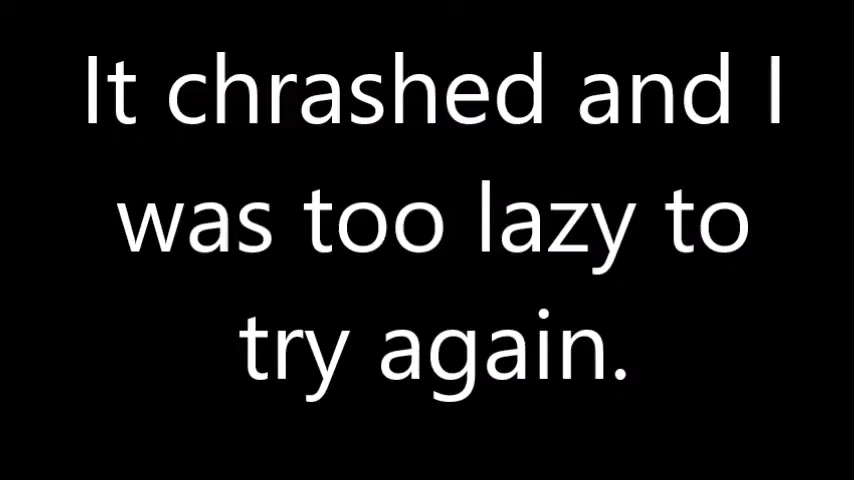 It chrashed and I
was too lazy to
try again.